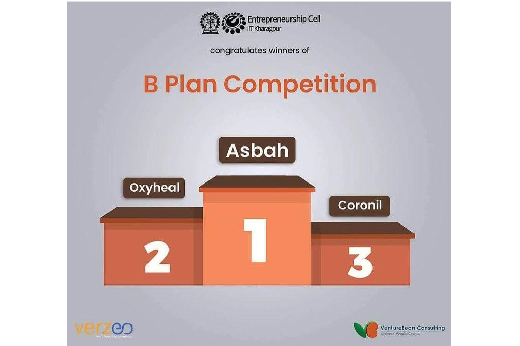 Entrepreneurship Cell
IIT Kharagpur
congratulates winners of
B Plan Competition
Asbah
Oxyheal
Coronil
1
2
3
verzeo
VentureBean Consulting